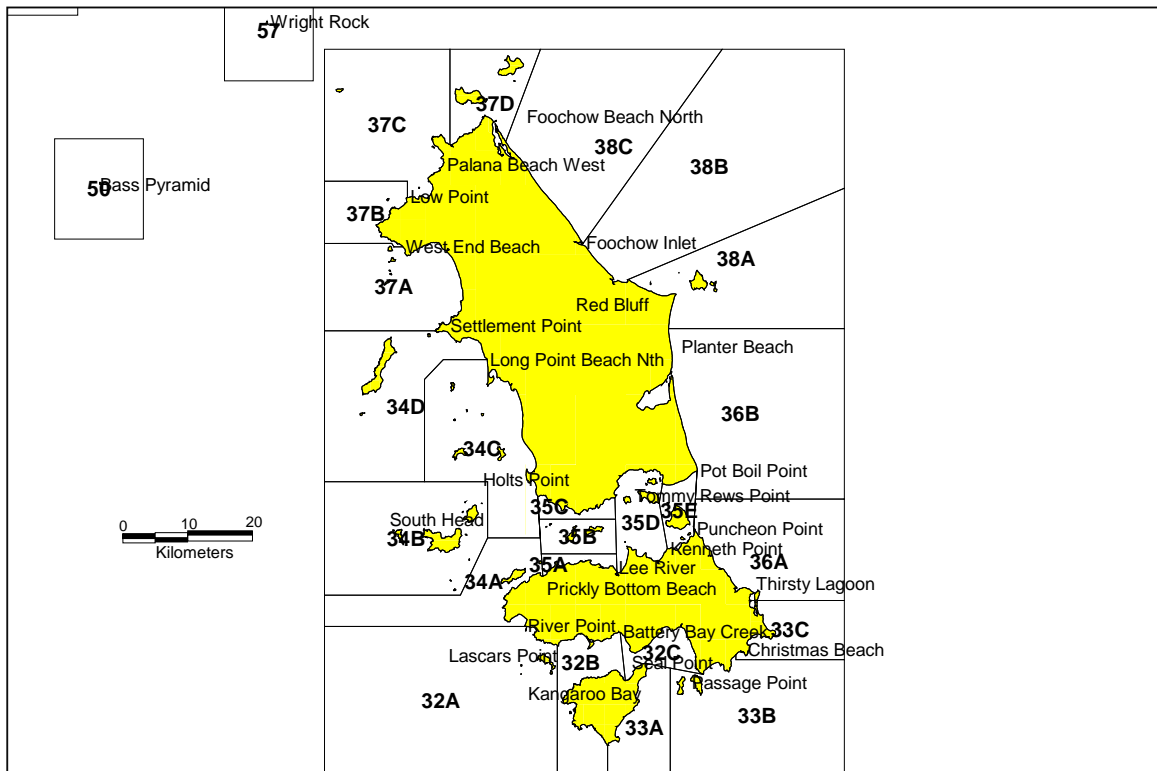 Wright Rock
57
37D
37C
Foochow Beach North
38C
Palana Beach West
38B
50
Bass Pyramid
Low Point
37B
West End Beach
Foochow Inlet
38A
37A
Red Bluff
Settlement Point
Planter Beach
Long Point Beach Nth
34D
36B
34C
Holts Point
Pot Boil Point
Tommy Rews Point
35C
35E
South Head
35D
Puncheon Point
34B
35B
0 10 20
Kilometers
Kenneth Point
36A
35A
Lee River
34A
Prickly Bottom Beach
Thirsty Lagoon
River Point
Battery Bay Creek
33C
Lascars Point
32B
32C
Christmas Beach
Seal Point
Passage Point
32A
Kangaroo Bay
33A
33B